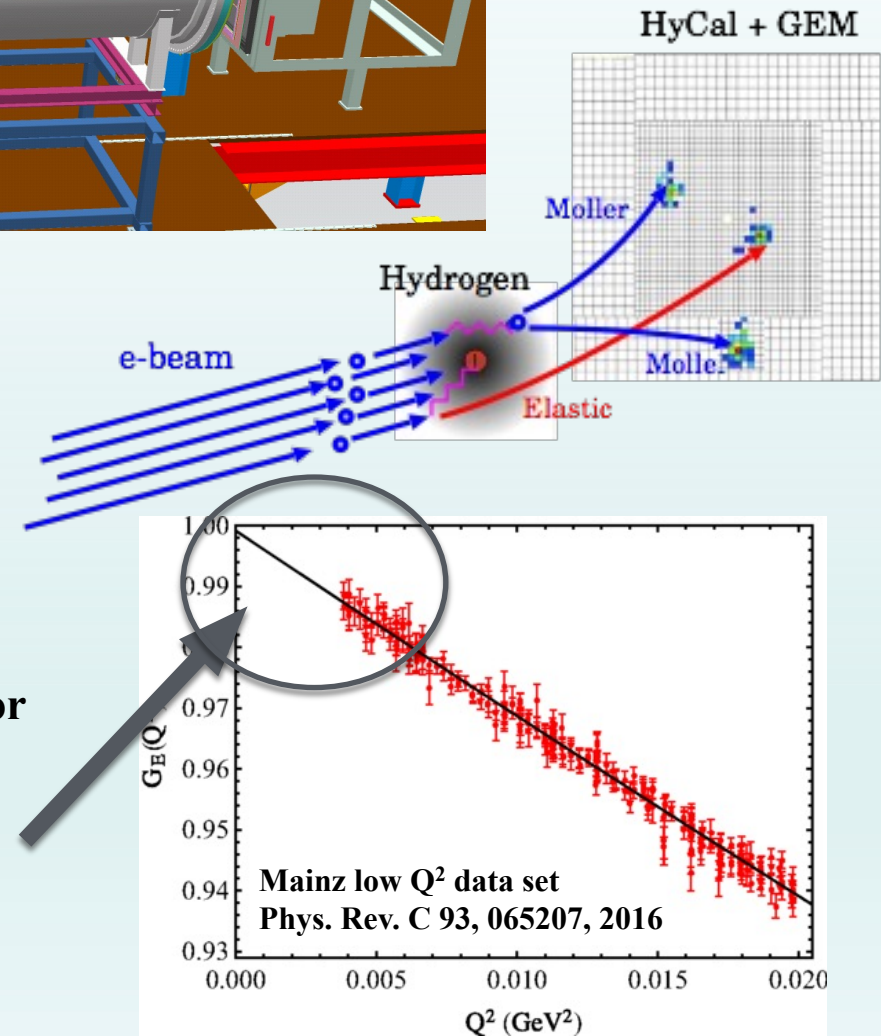 HyCal + GEM
Moller
Hydrogen
e-beam
Moller
Elastic
1.00
0.99
0.97
0.96
0.95
0.94
0.93
or
G_E(Q
Mainz low Q² data set
Phys. Rev. C 93, 065207, 2016
0.000 0.005 0.010 0.015 0.020
Q² (GeV²)